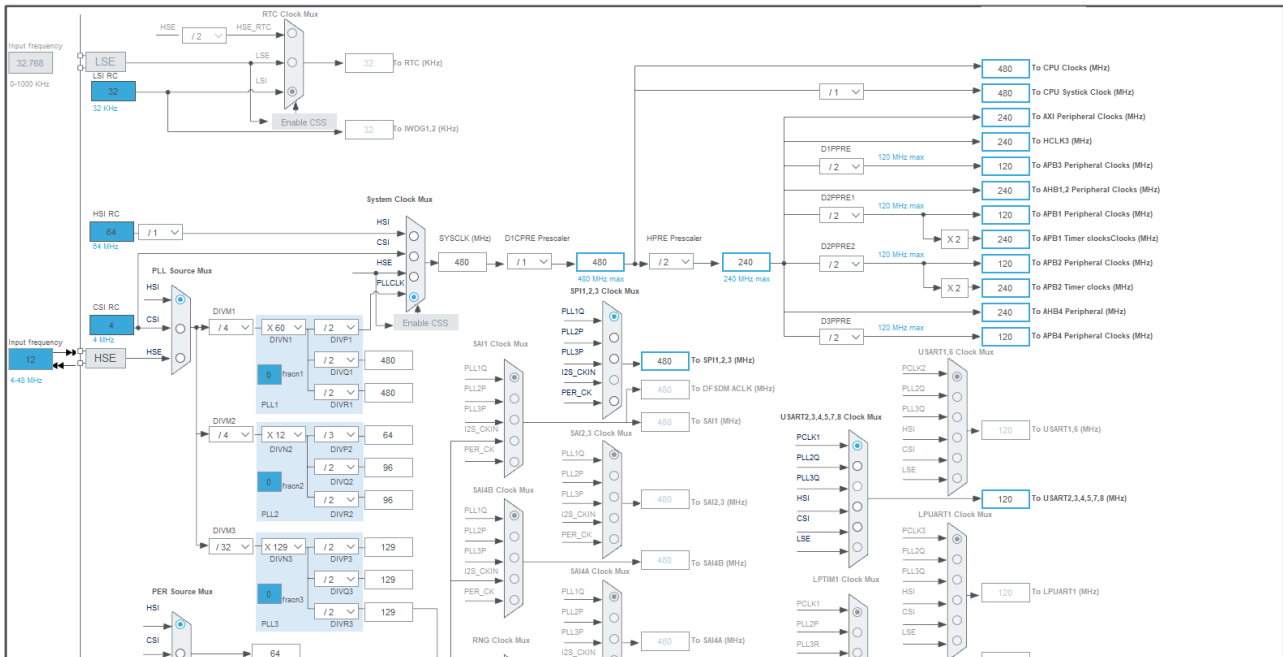 RTC Clock Mux
HSE
HSE_RTC
/ 2
Input frequency
32.768
0-1000 KHz
LSE
LSE
32
To RTC (KHz)
LSI RC
32
32 KHz
LSI
Enable CSS
32
To IWDG1,2 (KHz)
480
To CPU Clocks (MHz)
/ 1
480
To CPU Systick Clock (MHz)
240
To AXI Peripheral Clocks (MHz)
240
To HCLK3 (MHz)
D1PPRE
/ 2
120 MHz max
120
To APB3 Peripheral Clocks (MHz)
240
To AHB1,2 Peripheral Clocks (MHz)
D2PPRE1
/ 2
120 MHz max
120
To APB1 Peripheral Clocks (MHz)
X 2
240
To APB1 Timer clocksClocks (MHz)
D2PPRE2
/ 2
120 MHz max
120
To APB2 Peripheral Clocks (MHz)
X 2
240
To APB2 Timer clocks (MHz)
240
To AHB4 Peripheral (MHz)
D3PPRE
/ 2
120 MHz max
120
To APB4 Peripheral Clocks (MHz)
System Clock Mux
HSI RC
64
64 MHz
/ 1
HSI
CSI
HSE
PLLCLK
Enable CSS
SYSCLK (MHz)
480
D1CPRE Prescaler
/ 1
480
480 MHz max
HPRE Prescaler
/ 2
240
240 MHz max
PLL Source Mux
HSI
CSI
HSE
CSI RC
4
4 MHz
Input frequency
12
4-48 MHz
HSE
DIVM1
/ 4
X 60
DIVN1
/ 2
DIVP1
0
fracn1
/ 2
DIVQ1
480
/ 2
DIVR1
480
PLL1
DIVM2
/ 4
X 12
DIVN2
/ 3
DIVP2
64
0
fracn2
/ 2
DIVQ2
96
/ 2
DIVR2
96
PLL2
DIVM3
/ 32
X 129
DIVN3
/ 2
DIVP3
129
0
fracn3
/ 2
DIVQ3
129
/ 2
DIVR3
129
PLL3
PER Source Mux
HSI
CSI
64
SPI1,2,3 Clock Mux
PLL1Q
PLL2P
PLL3P
I2S_CKIN
PER_CK
480
To SPI1,2,3 (MHz)
SAI1 Clock Mux
PLL1Q
PLL2P
PLL3P
I2S_CKIN
PER_CK
480
To DFSDM ACLK (MHz)
480
To SAI1 (MHz)
SAI2,3 Clock Mux
PLL1Q
PLL2P
PLL3P
I2S_CKIN
PER_CK
480
To SAI2,3 (MHz)
SAI4B Clock Mux
PLL1Q
PLL2P
PLL3P
I2S_CKIN
PER_CK
480
To SAI4B (MHz)
SAI4A Clock Mux
PLL1Q
PLL2P
PLL3P
I2S_CKIN
480
To SAI4A (MHz)
RNG Clock Mux
USART1,6 Clock Mux
PCLK2
PLL2Q
PLL3Q
HSI
CSI
LSE
120
To USART1,6 (MHz)
USART2,3,4,5,7,8 Clock Mux
PCLK1
PLL2Q
PLL3Q
HSI
CSI
LSE
120
To USART2,3,4,5,7,8 (MHz)
LPUART1 Clock Mux
PCLK3
PLL2Q
PLL3Q
HSI
CSI
LSE
120
To LPUART1 (MHz)
LPTIM1 Clock Mux
PCLK1
PLL2P
PLL3R